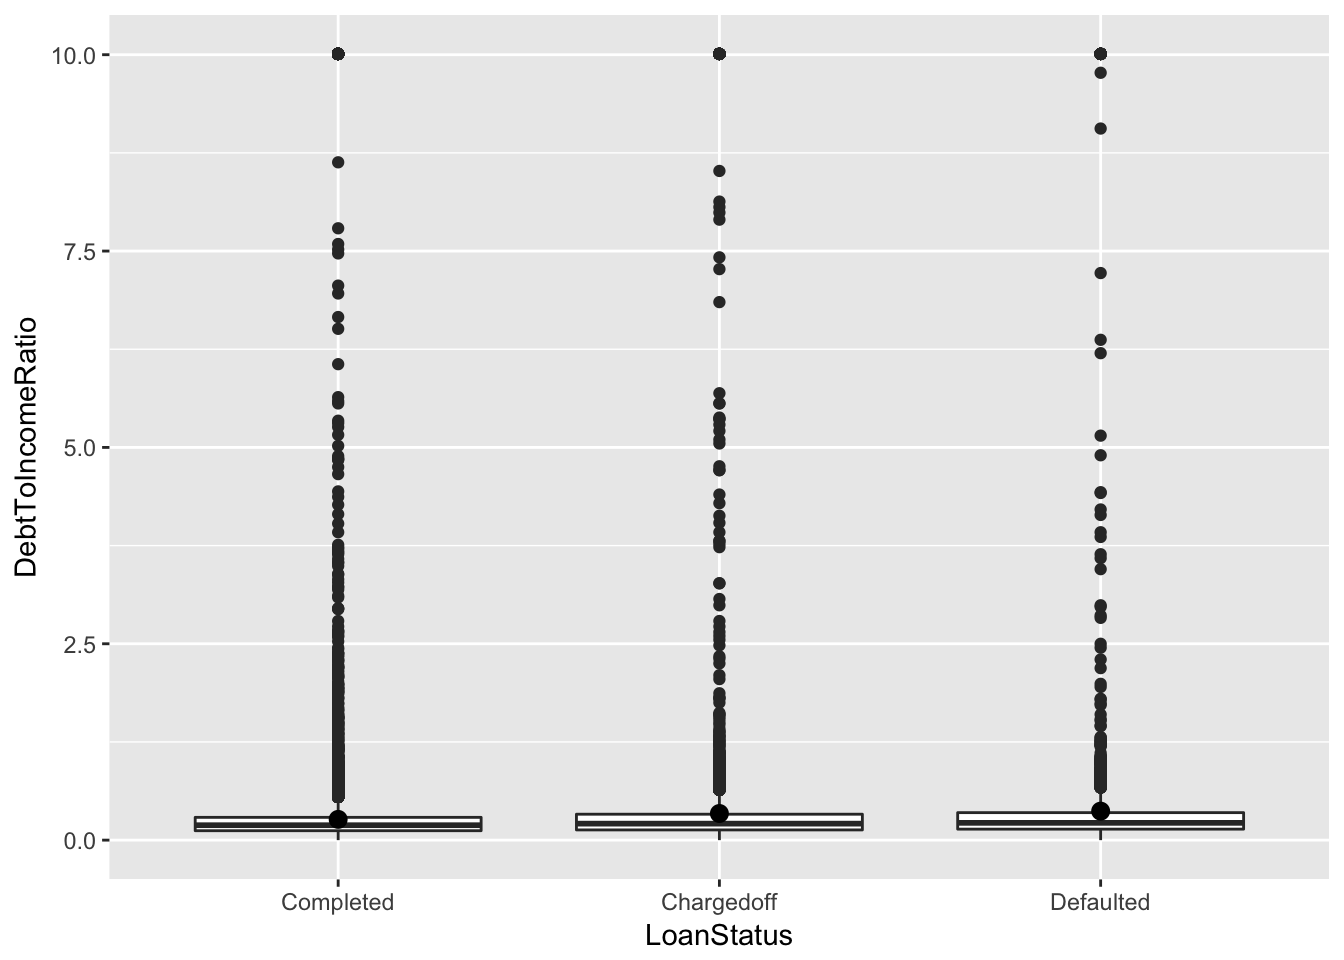 10.0
7.5
5.0
2.5
0.0
DebtToIncomeRatio
Completed
Chargedoff
Defaulted
LoanStatus